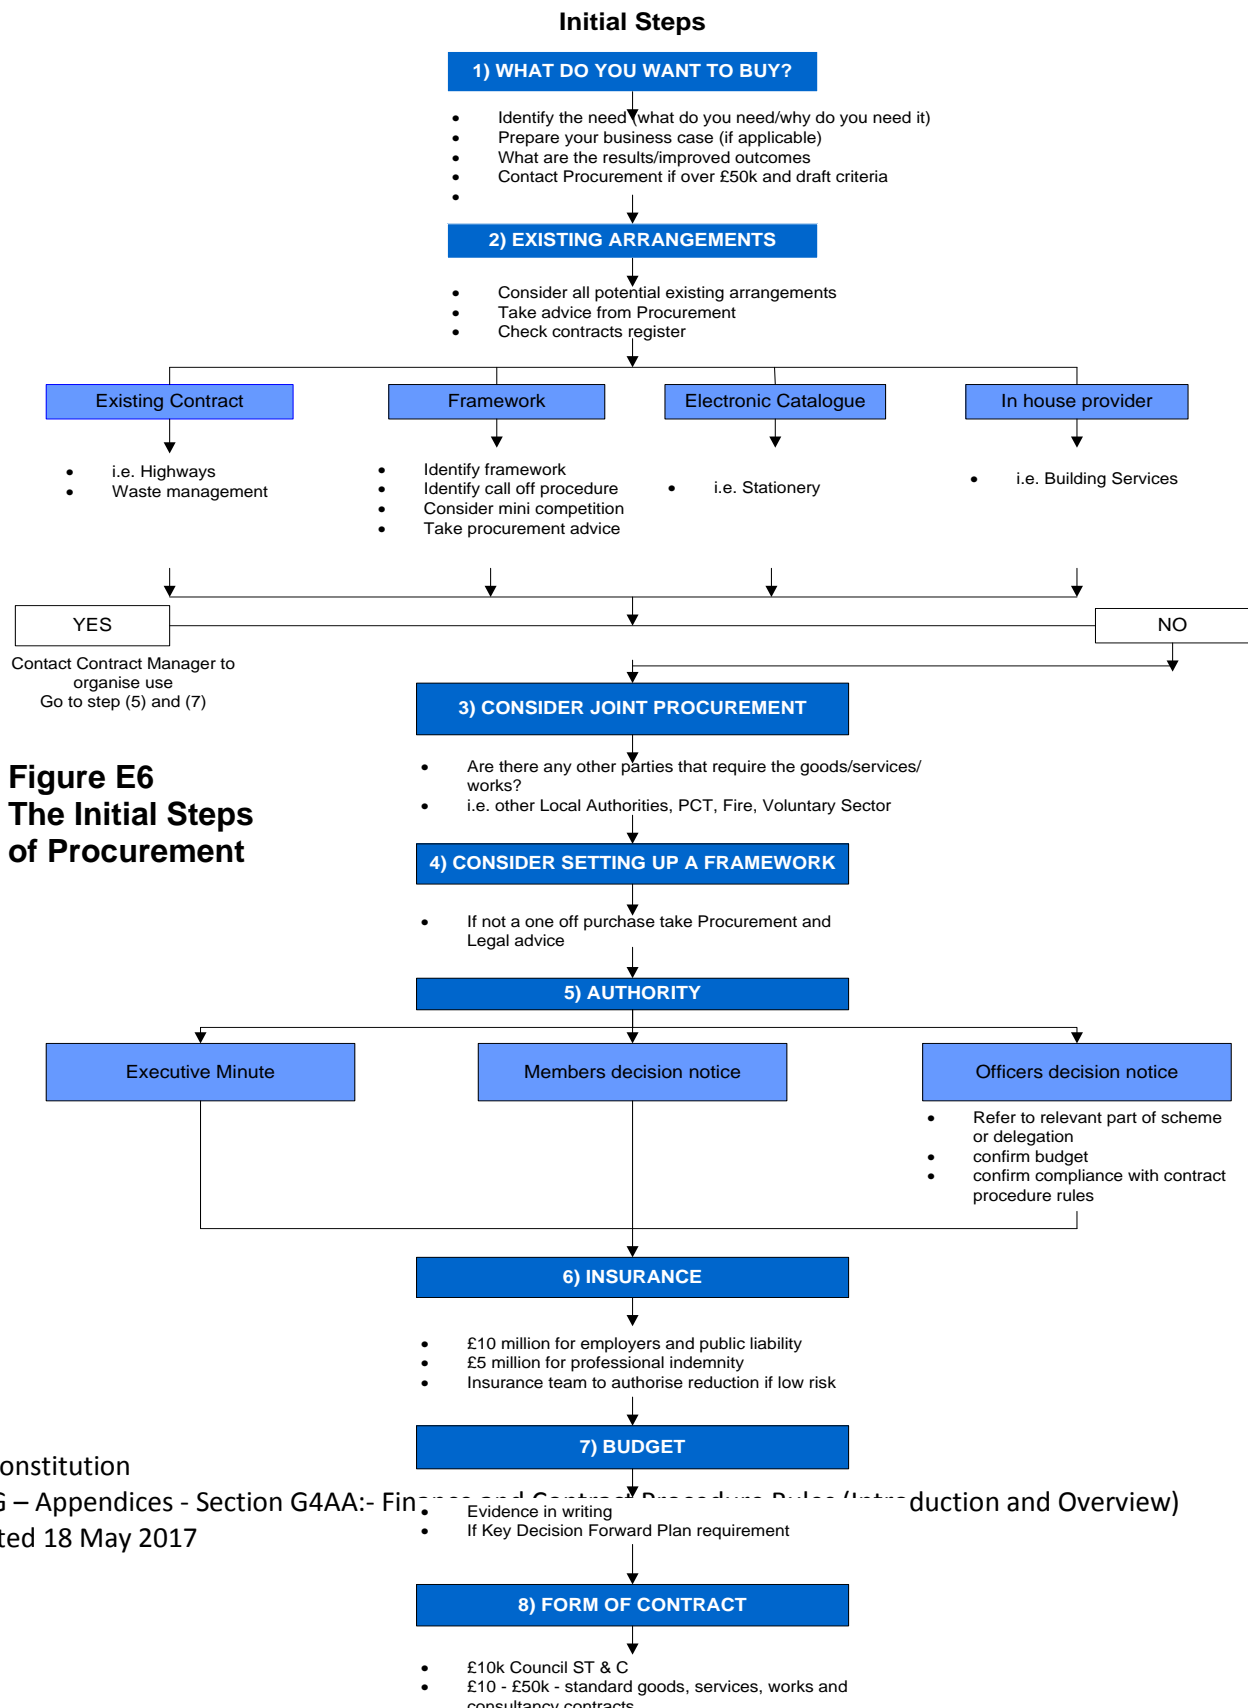 Initial Steps
1) WHAT DO YOU WANT TO BUY?
• Identify the need (what do you need/why do you need it)
• Prepare your business case (if applicable)
• What are the results/improved outcomes
• Contact Procurement if over £50k and draft criteria
•
2) EXISTING ARRANGEMENTS
• Consider all potential existing arrangements
• Take advice from Procurement
• Check contracts register
Existing Contract
Framework
Electronic Catalogue
In house provider
• i.e. Highways
• Waste management
• Identify framework
• Identify call off procedure
• Consider mini competition
• Take procurement advice
• i.e. Stationery
• i.e. Building Services
YES
NO
Contact Contract Manager to
organise use
Go to step (5) and (7)
3) CONSIDER JOINT PROCUREMENT
• Are there any other parties that require the goods/services/
works?
• i.e. other Local Authorities, PCT, Fire, Voluntary Sector
Figure E6
The Initial Steps
of Procurement
4) CONSIDER SETTING UP A FRAMEWORK
• If not a one off purchase take Procurement and
Legal advice
5) AUTHORITY
Executive Minute
Members decision notice
Officers decision notice
• Refer to relevant part of scheme
or delegation
• confirm budget
• confirm compliance with contract
procedure rules
6) INSURANCE
• £10 million for employers and public liability
• £5 million for professional indemnity
• Insurance team to authorise reduction if low risk
7) BUDGET
onstitution
– Appendices - Section G4AA:- Finance and Contract Procedure Rules (Introduction and Overview)
ted 18 May 2017
• Evidence in writing
• If Key Decision Forward Plan requirement
8) FORM OF CONTRACT
• £10k Council ST & C
• £10 - £50k - standard goods, services, works and
consultancy contracts